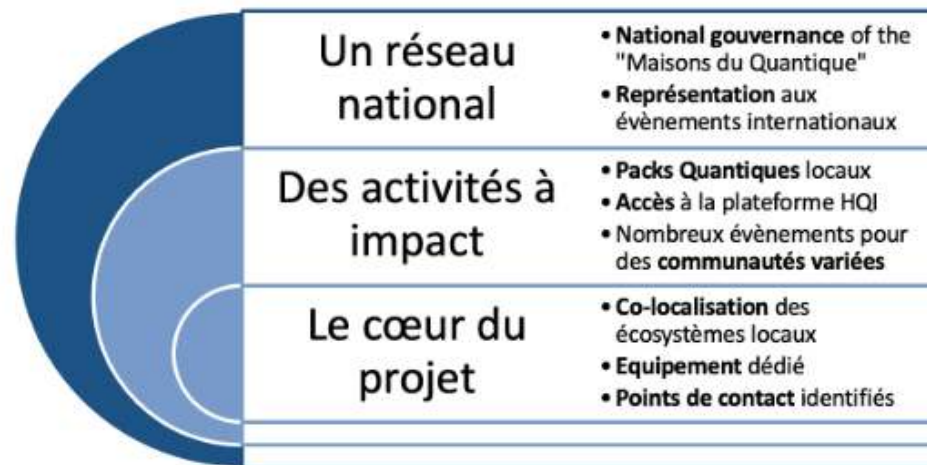 Un réseau
national
• National gouvernance of the
"Maisons du Quantique"
• Représentation aux
évènements internationaux
Des activités à
impact
• Packs Quantiques locaux
• Accès à la plateforme HQI
• Nombreux évènements pour
des communautés variées
Le cœur du
projet
• Co-localisation des
écosystèmes locaux
• Equipement dédié
• Points de contact identifiés